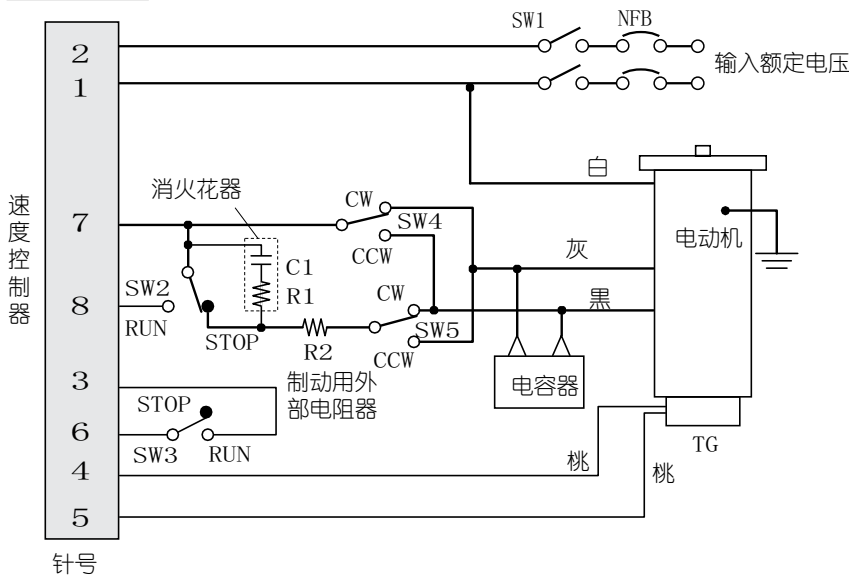 SW1
NFB
2
输入额定电压
1
白
消火花器
速度控制器
CW
7
SW4
电动机
CCW
灰
C1
SW2
CW
R1
黒
8
RUN
STOP
SW5
R2
CCW
3
制动用外
部电阻器
电容器
STOP
6
SW3
RUN
TG
4
桃
桃
5
针号